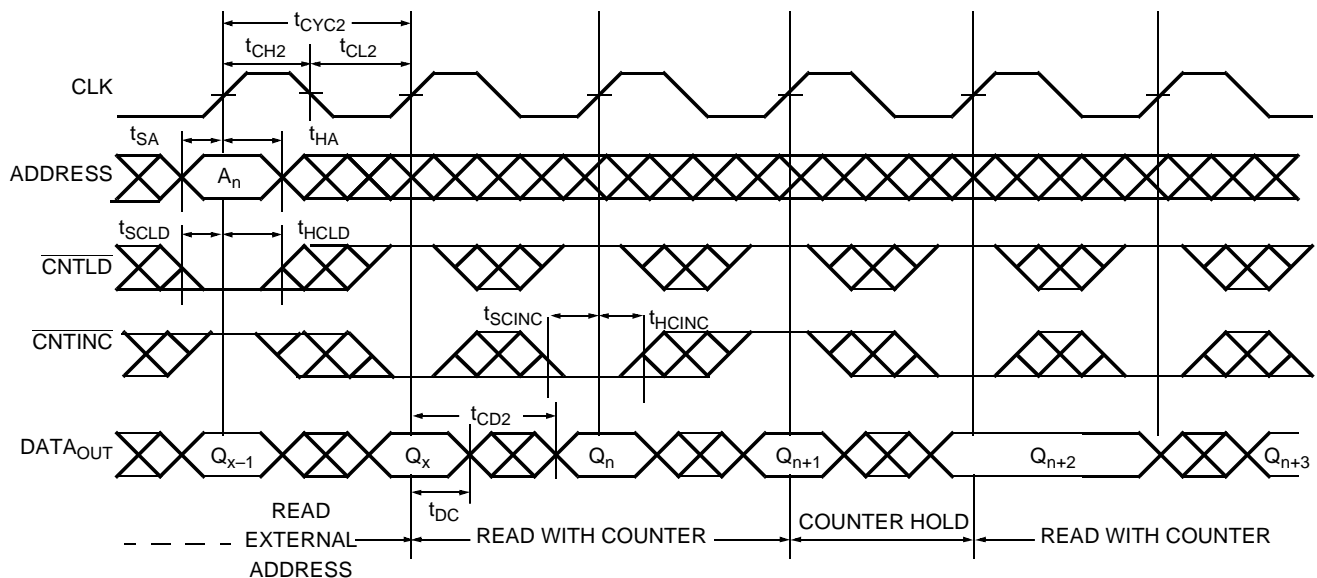 tCYC2
tCH2 tCL2
CLK
tSA tHA
ADDRESS An
tSCLD tHCLD
CNTLD
tSCINC tHCINC
CNTINC
tCD2
DATAOUT Qx–1 Qx Qn Qn+1 Qn+2 Qn+3
tDC
READ
EXTERNAL
ADDRESS
READ WITH COUNTER
COUNTER HOLD
READ WITH COUNTER